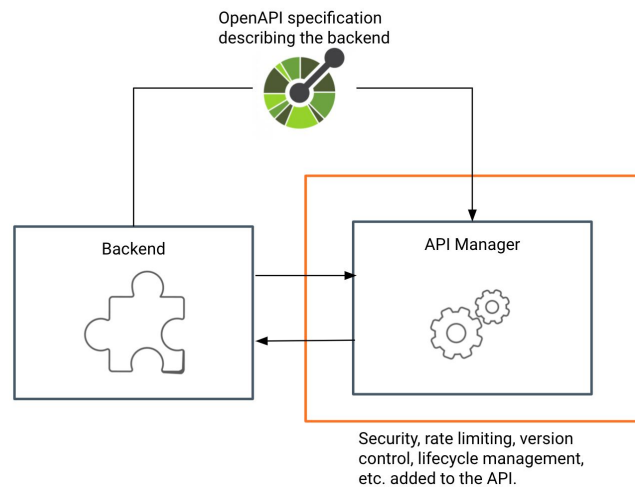 OpenAPI specification
describing the backend
Backend
API Manager
Security, rate limiting, version
control, lifecycle management,
etc. added to the API.